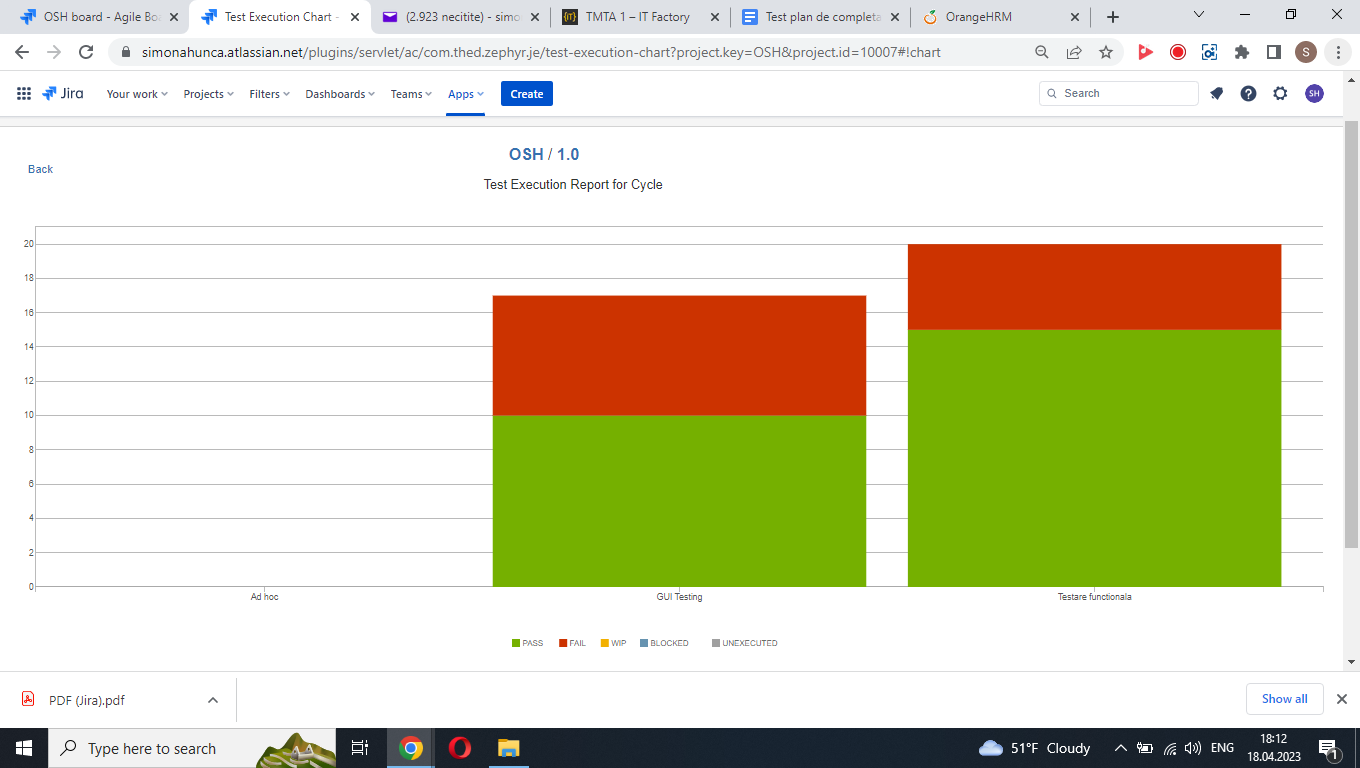 OSH board - Agile Boa
Test Execution Chart -
(2.923 necitite) - simo
TMTA 1 – IT Factory
Test plan de completa
OrangeHRM
simonahunca.atlassian.net/plugins/servlet/ac/com.thed.zephyr.je/test-execution-chart?project.key=OSH&project.id=10007#!chart
S
Jira
Your work
Projects
Filters
Dashboards
Teams
Apps
Create
Search
SH
OSH / 1.0
Back
Test Execution Report for Cycle
20
18
16
14
12
10
8
6
4
2
0
Ad hoc
GUI Testing
Testare functionala
PASS
FAIL
WIP
BLOCKED
UNEXECUTED
PDF (Jira).pdf
Show all
Type here to search
51°F Cloudy
ENG
18:12
18.04.2023
1